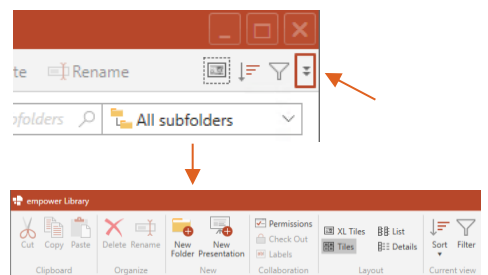 te Rename
ofolders All subfolders
empower Library
Cut Copy Paste Delete Rename New Folder New Presentation Permissions Check Out Labels XL Tiles Tiles List Details Sort Filter
Clipboard Organize New Collaboration Layout Current view